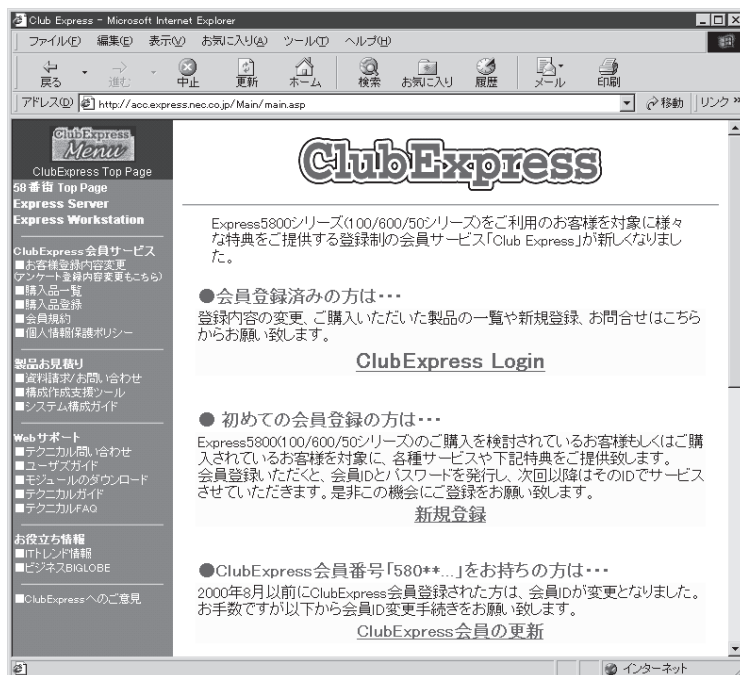 Club Express - Microsoft Internet Explorer
ファイル(F) 編集(E) 表示(V) お気に入り(A) ツール(T) ヘルプ(H)
戻る 進む 中止 更新 ホーム 検索 お気に入り 履歴 メール 印刷
アドレス(D) http://acc.express.nec.co.jp/Main/main.asp 移動 リンク »
ClubExpress
Menu
ClubExpress Top Page
58番街 Top Page
Express Server
Express Workstation
ClubExpress会員サービス
■お客様登録内容変更
(アンケート登録内容変更もこちら)
■購入品一覧
■購入品登録
■会員規約
■個人情報保護ポリシー
製品お見積り
■資料請求/お問い合わせ
■構成作成支援ツール
■システム構成ガイド
Webサポート
■テクニカル問い合わせ
■ユーザズガイド
■モジュールのダウンロード
■テクニカルガイド
■テクニカルFAQ
お役立ち情報
■ITトレンド情報
■ビジネスBIGLOBE
■ClubExpressへのご意見
ClubExpress
Express5800シリーズ(100/600/50シリーズ)をご利用のお客様を対象に様々
な特典をご提供する登録制の会員サービス「Club Express」が新しくなりまし
た。
●会員登録済みの方は・・・
登録内容の変更、ご購入いただいた製品の一覧や新規登録、お問合せはこちら
からお願い致します。
ClubExpress Login
● 初めての会員登録の方は・・・
Express5800(100/600/50シリーズ)のご購入を検討されているお客様もしくはご購
入されているお客様を対象に、各種サービスや下記特典をご提供致します。
会員登録いただくと、会員IDとパスワードを発行し、次回以降はそのIDでサービス
させていただきます。是非この機会にご登録をお願い致します。
新規登録
●ClubExpress会員番号「580**...」をお持ちの方は・・・
2000年8月以前にClubExpress会員登録された方は、会員IDが変更となりました。
お手数ですが以下から会員ID変更手続きをお願い致します。
ClubExpress会員の更新
インターネット